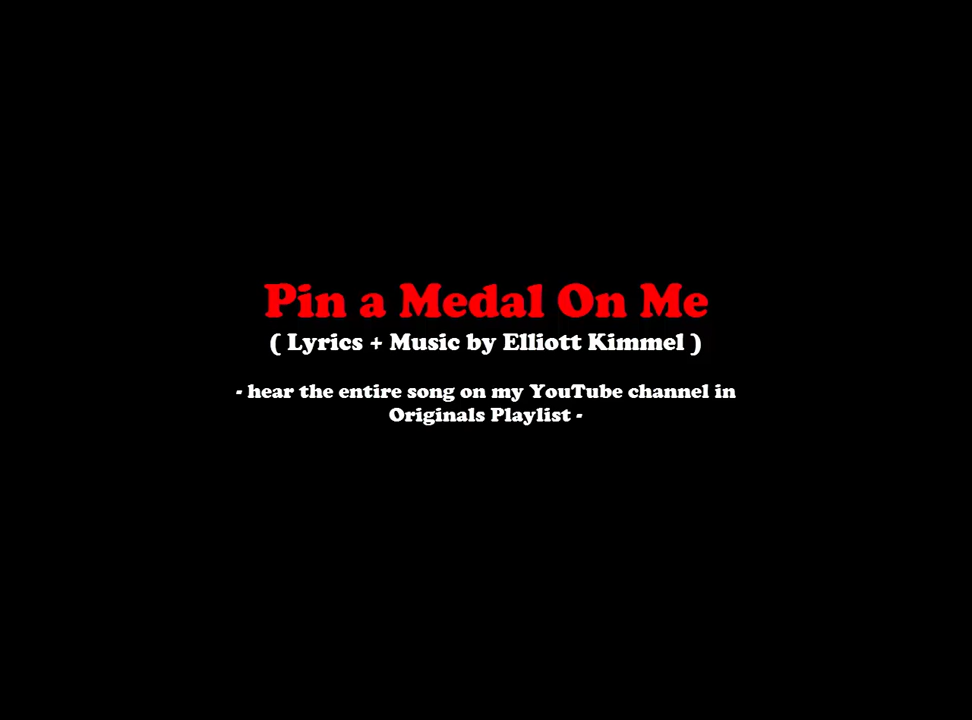 Pin a Medal On Me
( Lyrics + Music by Elliott Kimmel )
- hear the entire song on my YouTube channel in
Originals Playlist -